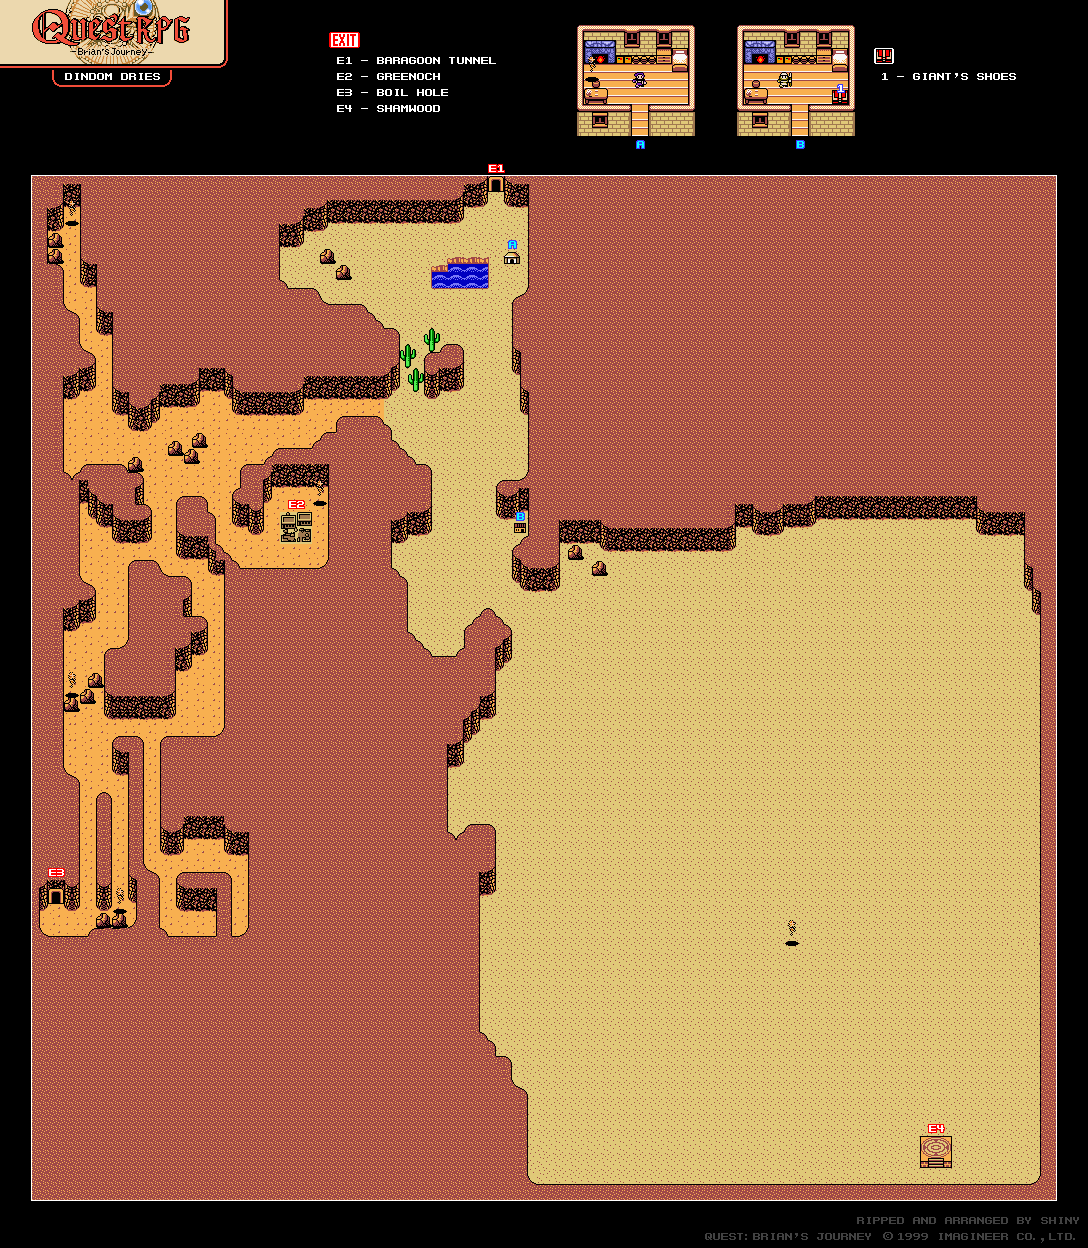 QuestRPG
-Brian's Journey-
DINDOM DRIES
EXIT
E1 - BARAGOON TUNNEL
E2 - GREENOCH
E3 - BOIL HOLE
E4 - SHAMWOOD
A
B
1
1 - GIANT'S SHOES
E1
A
E2
B
E3
E4
RIPPED AND ARRANGED BY SHINY
QUEST: BRIAN'S JOURNEY © 1999 IMAGINEER CO., LTD.